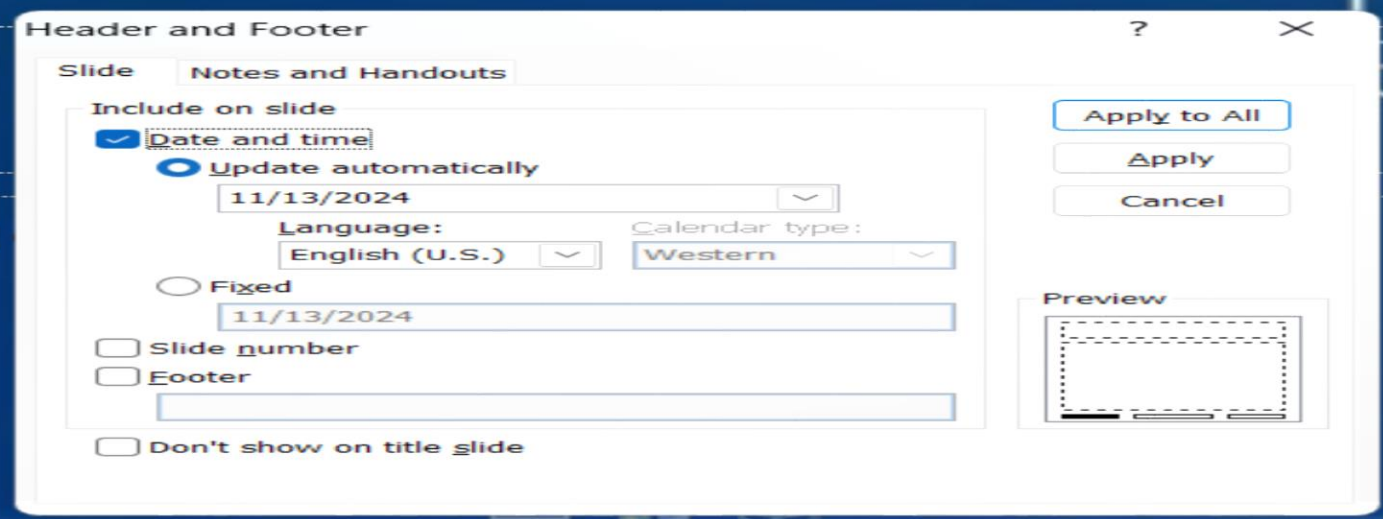 Header and Footer ?
Slide Notes and Handouts
Include on slide
Date and time
Update automatically
11/13/2024
Language: Calendar type:
English (U.S.) Western
Fixed
11/13/2024
Slide number
Footer
Don't show on title slide
Apply to All
Apply
Cancel
Preview